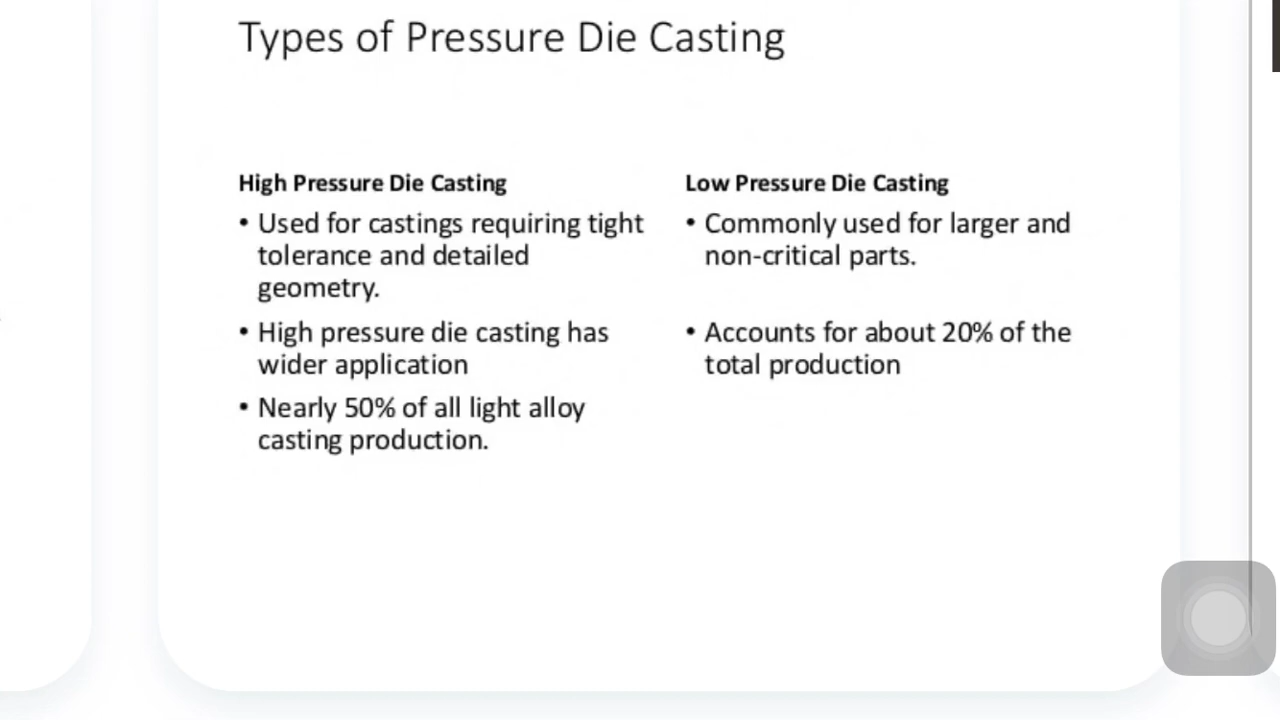 Types of Pressure Die Casting
High Pressure Die Casting
• Used for castings requiring tight
tolerance and detailed
geometry.
• High pressure die casting has
wider application
• Nearly 50% of all light alloy
casting production.
Low Pressure Die Casting
• Commonly used for larger and
non-critical parts.
• Accounts for about 20% of the
total production